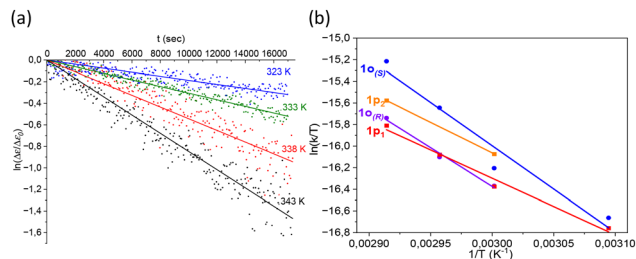 (a)
t (sec)
0 2000 4000 6000 8000 10000 12000 14000 16000
0,0
-0,2
-0,4
-0,6
-0,8
-1,0
-1,2
-1,4
-1,6
ln(Δε/Δε₀)
323 K
333 K
338 K
343 K
(b)
-15,0
-15,2
-15,4
-15,6
-15,8
-16,0
-16,2
-16,4
-16,6
-16,8
ln(k/T)
1o(S)
1p₂
1o(R)
1p₁
0,00290 0,00295 0,00300 0,00305 0,00310
1/T (K⁻¹)